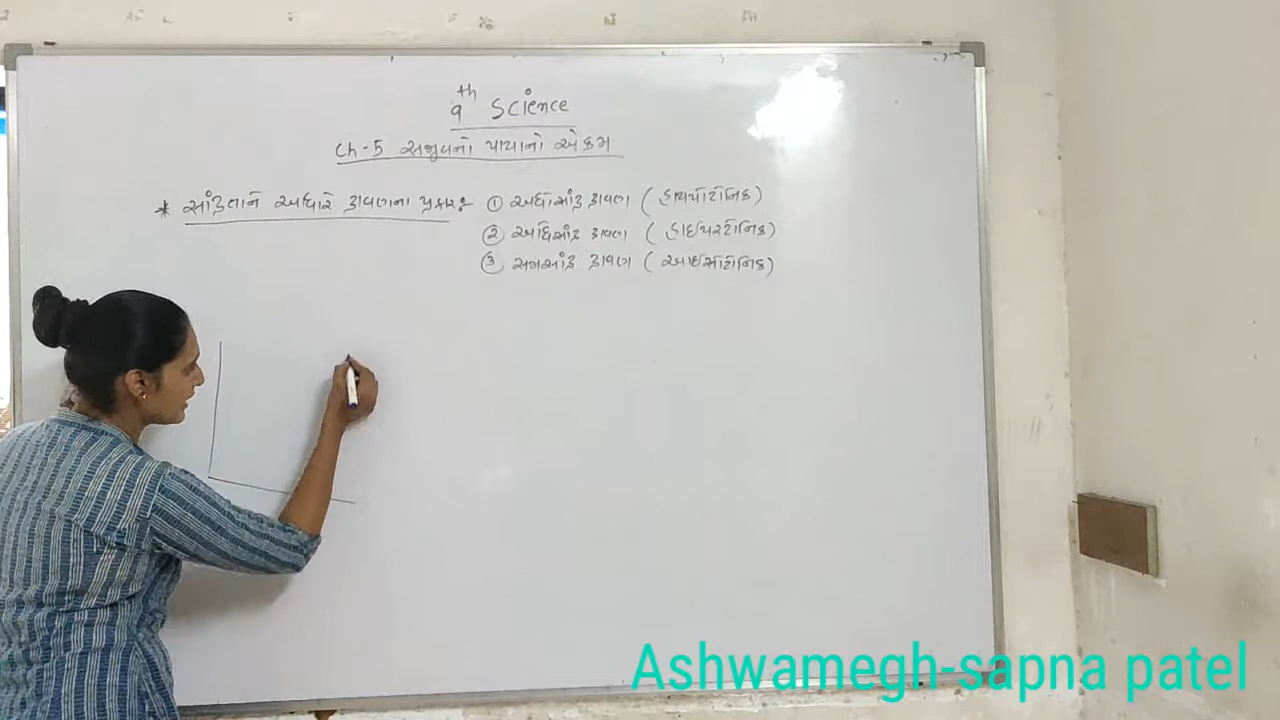 9th Science
Ch-5 સજીવનો પાયાનો એકમ
* સાંદ્રતાને આધારે દ્રાવણના પ્રકાર:- ① અધોસાંદ્ર દ્રાવણ ( હાયપોટોનિક )
② અધિસાંદ્ર દ્રાવણ ( હાઇપરટોનિક )
③ સમસાંદ્ર દ્રાવણ ( આઇસોટોનિક )
Ashwamegh-sapna patel